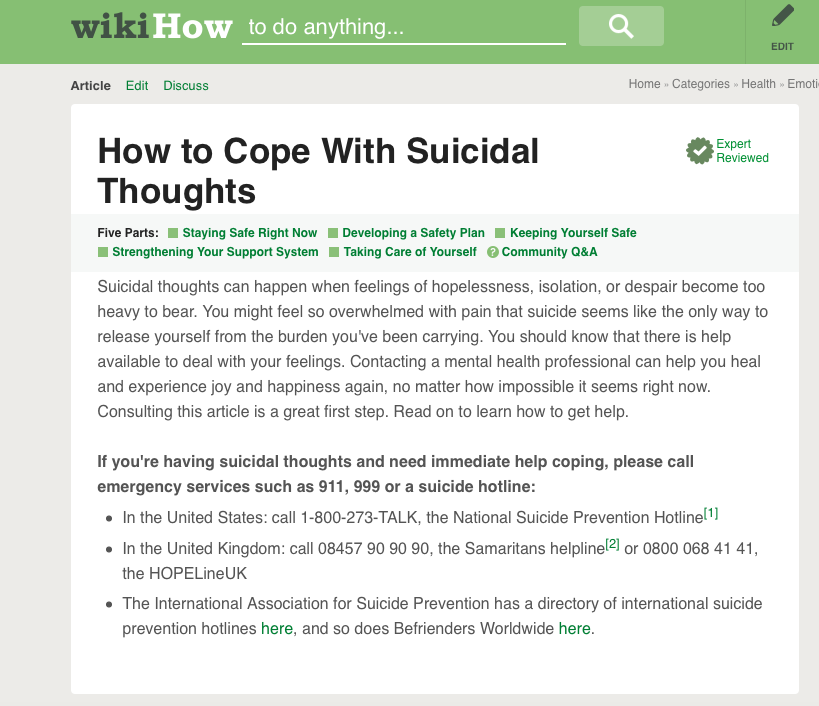 wikiHow to do anything...
EDIT
Article Edit Discuss
Home » Categories » Health » Emoti
How to Cope With Suicidal
Thoughts
Expert
Reviewed
Five Parts: Staying Safe Right Now Developing a Safety Plan Keeping Yourself Safe
Strengthening Your Support System Taking Care of Yourself ? Community Q&A
Suicidal thoughts can happen when feelings of hopelessness, isolation, or despair become too
heavy to bear. You might feel so overwhelmed with pain that suicide seems like the only way to
release yourself from the burden you've been carrying. You should know that there is help
available to deal with your feelings. Contacting a mental health professional can help you heal
and experience joy and happiness again, no matter how impossible it seems right now.
Consulting this article is a great first step. Read on to learn how to get help.
If you're having suicidal thoughts and need immediate help coping, please call
emergency services such as 911, 999 or a suicide hotline:
• In the United States: call 1-800-273-TALK, the National Suicide Prevention Hotline[1]
• In the United Kingdom: call 08457 90 90 90, the Samaritans helpline[2] or 0800 068 41 41,
the HOPELineUK
• The International Association for Suicide Prevention has a directory of international suicide
prevention hotlines here, and so does Befrienders Worldwide here.